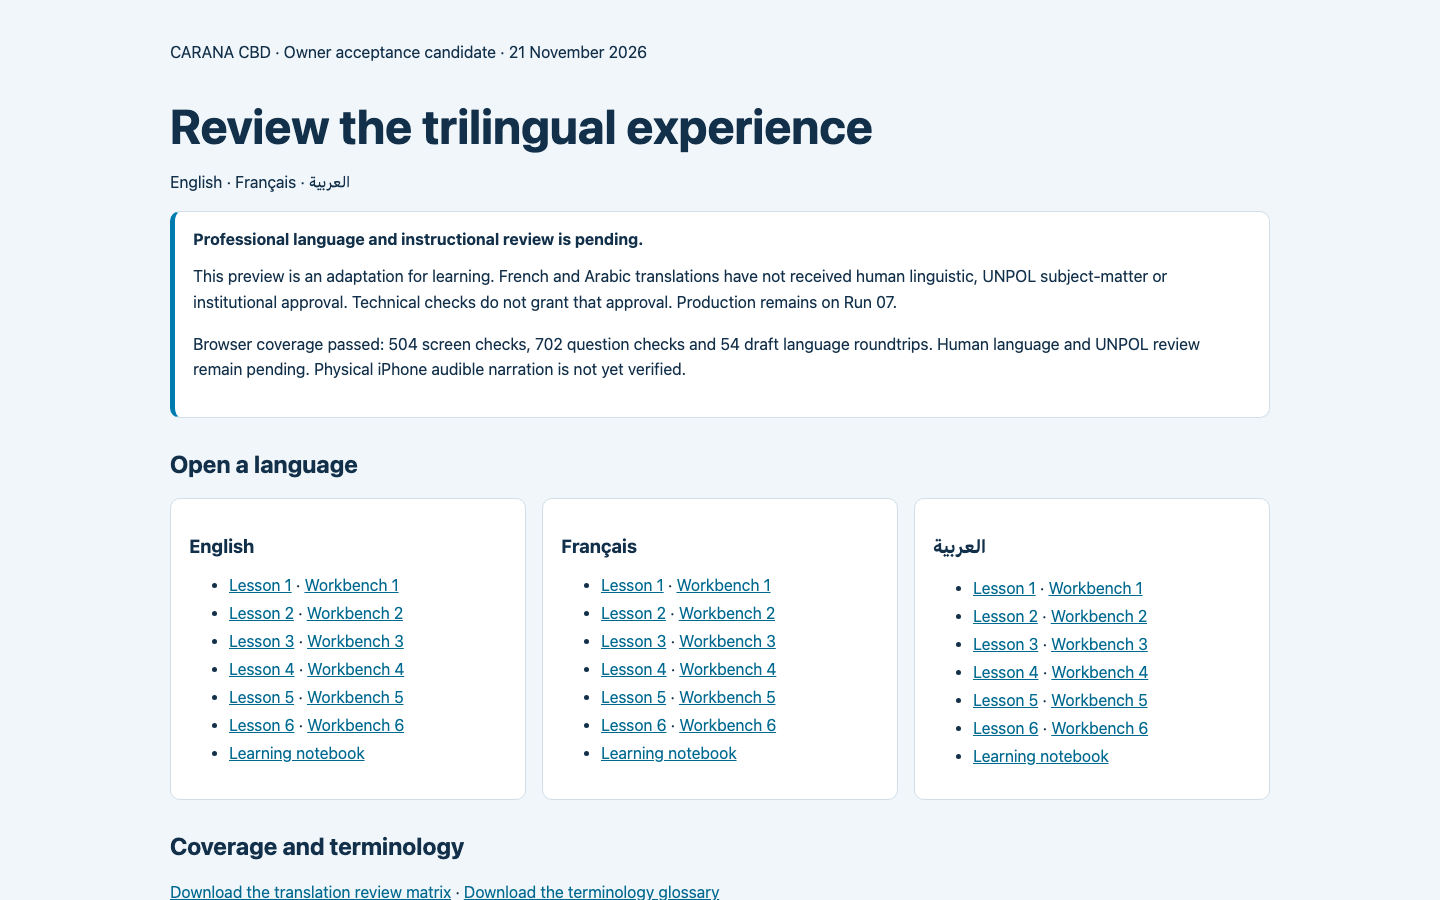 CARANA CBD · Owner acceptance candidate · 21 November 2026
Review the trilingual experience
English · Français · العربية
Professional language and instructional review is pending.
This preview is an adaptation for learning. French and Arabic translations have not received human linguistic, UNPOL subject-matter or
institutional approval. Technical checks do not grant that approval. Production remains on Run 07.
Browser coverage passed: 504 screen checks, 702 question checks and 54 draft language roundtrips. Human language and UNPOL review
remain pending. Physical iPhone audible narration is not yet verified.
Open a language
English
• Lesson 1 · Workbench 1
• Lesson 2 · Workbench 2
• Lesson 3 · Workbench 3
• Lesson 4 · Workbench 4
• Lesson 5 · Workbench 5
• Lesson 6 · Workbench 6
• Learning notebook
Français
• Lesson 1 · Workbench 1
• Lesson 2 · Workbench 2
• Lesson 3 · Workbench 3
• Lesson 4 · Workbench 4
• Lesson 5 · Workbench 5
• Lesson 6 · Workbench 6
• Learning notebook
العربية
• Lesson 1 · Workbench 1
• Lesson 2 · Workbench 2
• Lesson 3 · Workbench 3
• Lesson 4 · Workbench 4
• Lesson 5 · Workbench 5
• Lesson 6 · Workbench 6
• Learning notebook
Coverage and terminology
Download the translation review matrix · Download the terminology glossary